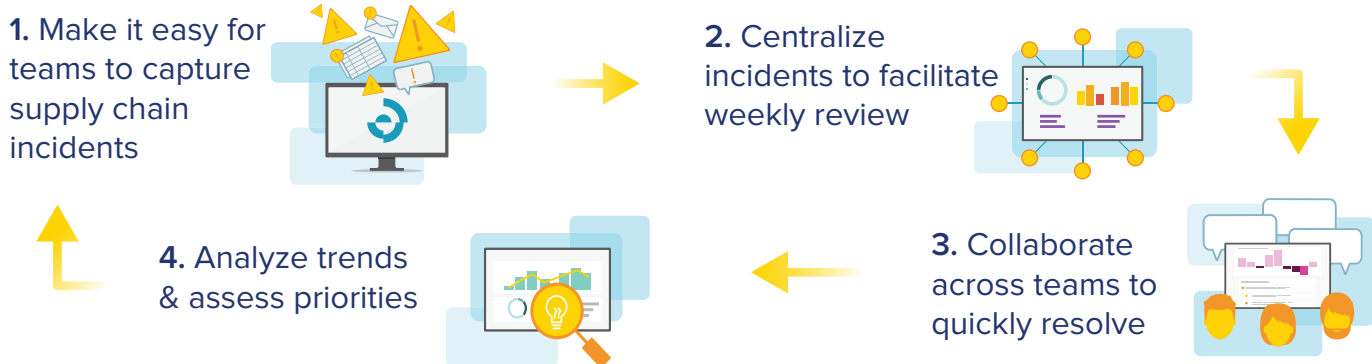 1. Make it easy for
teams to capture
supply chain
incidents
2. Centralize
incidents to facilitate
weekly review
3. Collaborate
across teams to
quickly resolve
4. Analyze trends
& assess priorities